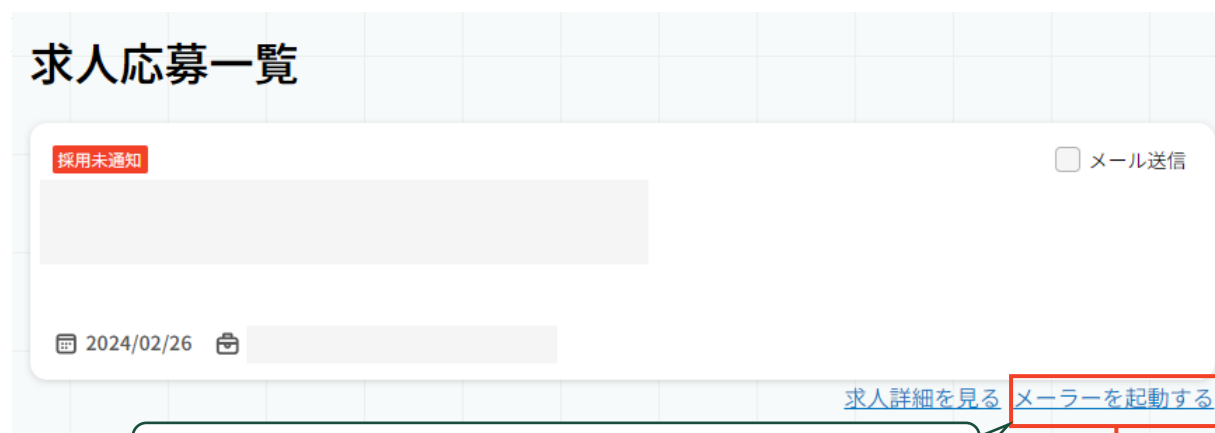 求人応募一覧
採用未通知
メール送信
2024/02/26
求人詳細を見る メーラーを起動する